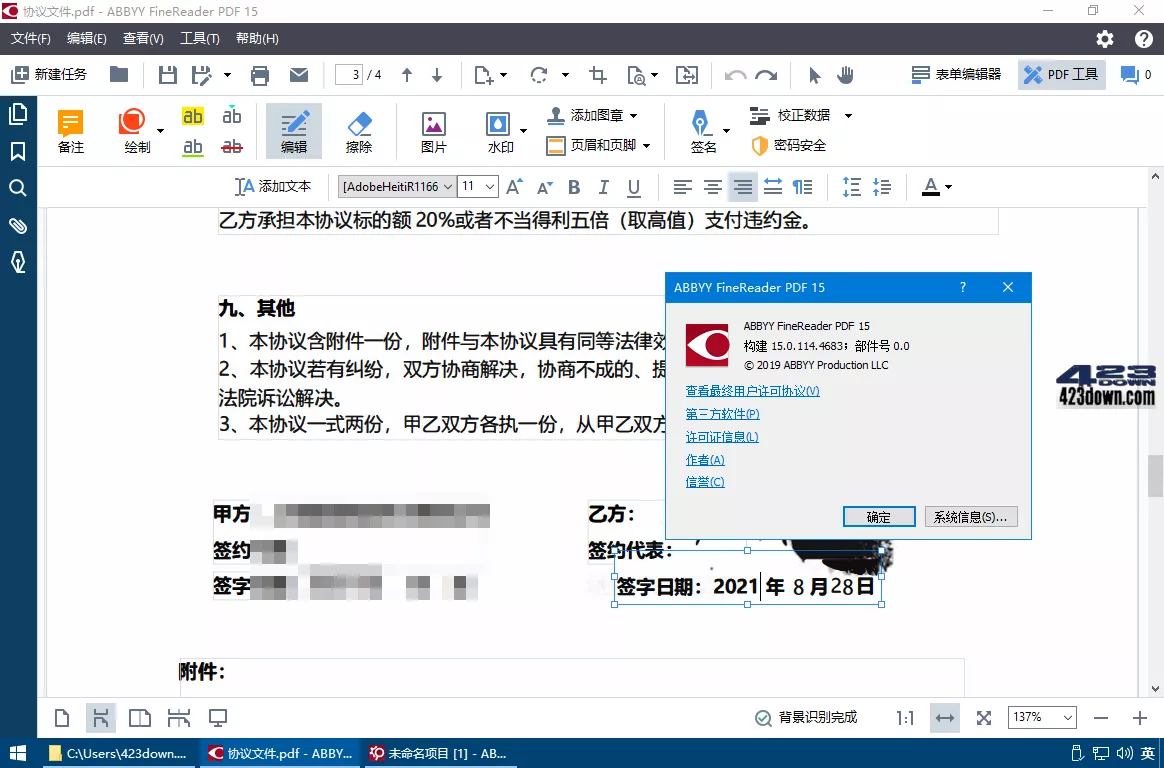 协议文件.pdf - ABBYY FineReader PDF 15
文件(F) 编辑(E) 查看(V) 工具(T) 帮助(H)
新建任务 3 / 4 表单编辑器 PDF 工具 0
备注 绘制 ab ab ab ab 编辑 擦除 图片 水印 添加图章 页眉和页脚 签名 校正数据 密码安全
添加文本 [AdobeHeitiR1166 11 A A B I U A
乙方承担本协议标的额 20%或者不当得利五倍（取高值）支付违约金。
九、其他
1、本协议含附件一份，附件与本协议具有同等法律效
2、本协议若有纠纷，双方协商解决，协商不成的、提
法院诉讼解决。
3、本协议一式两份，甲乙双方各执一份，从甲乙双方
ABBYY FineReader PDF 15 ?
ABBYY FineReader PDF 15
构建 15.0.114.4683；部件号 0.0
© 2019 ABBYY Production LLC
查看最终用户许可协议(V)
第三方软件(P)
许可证信息(L)
作者(A)
信誉(C)
确定 系统信息(S)...
423
DOWN
423down.com
甲方 乙方：
签约 签约代表：
签字 签字日期：2021 年 8 月28日
附件：
背景识别完成 1:1 137%
C:\Users\423down.... 协议文件.pdf - ABBY... 未命名项目 [1] - AB... 英